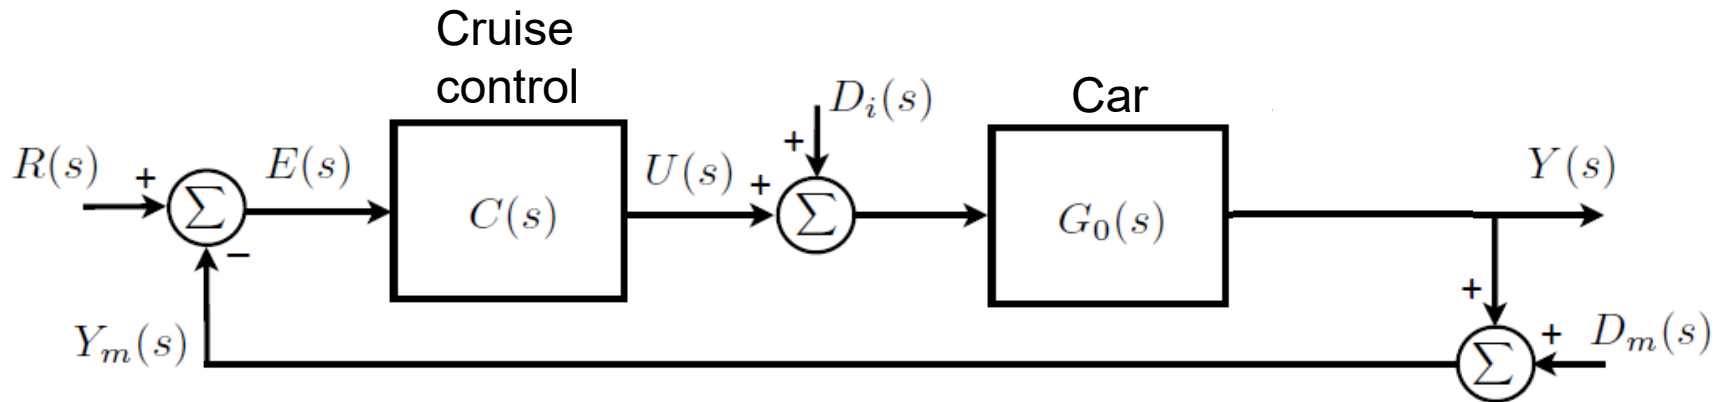 Cruise
control
D_i(s)
Car
R(s)
+
E(s)
U(s)
+
+
Y(s)
Σ
C(s)
Σ
G_0(s)
−
+
Y_m(s)
+
D_m(s)
Σ